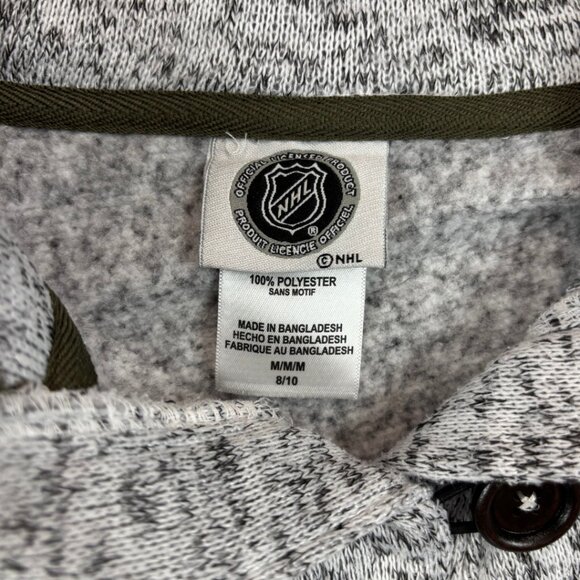 OFFICIAL LICENSED PRODUCT
NHL
®
PRODUIT LICENCIÉ OFFICIEL
© NHL
100% POLYESTER
SANS MOTIF
MADE IN BANGLADESH
HECHO EN BANGLADESH
FABRIQUE AU BANGLADESH
M/M/M
8/10